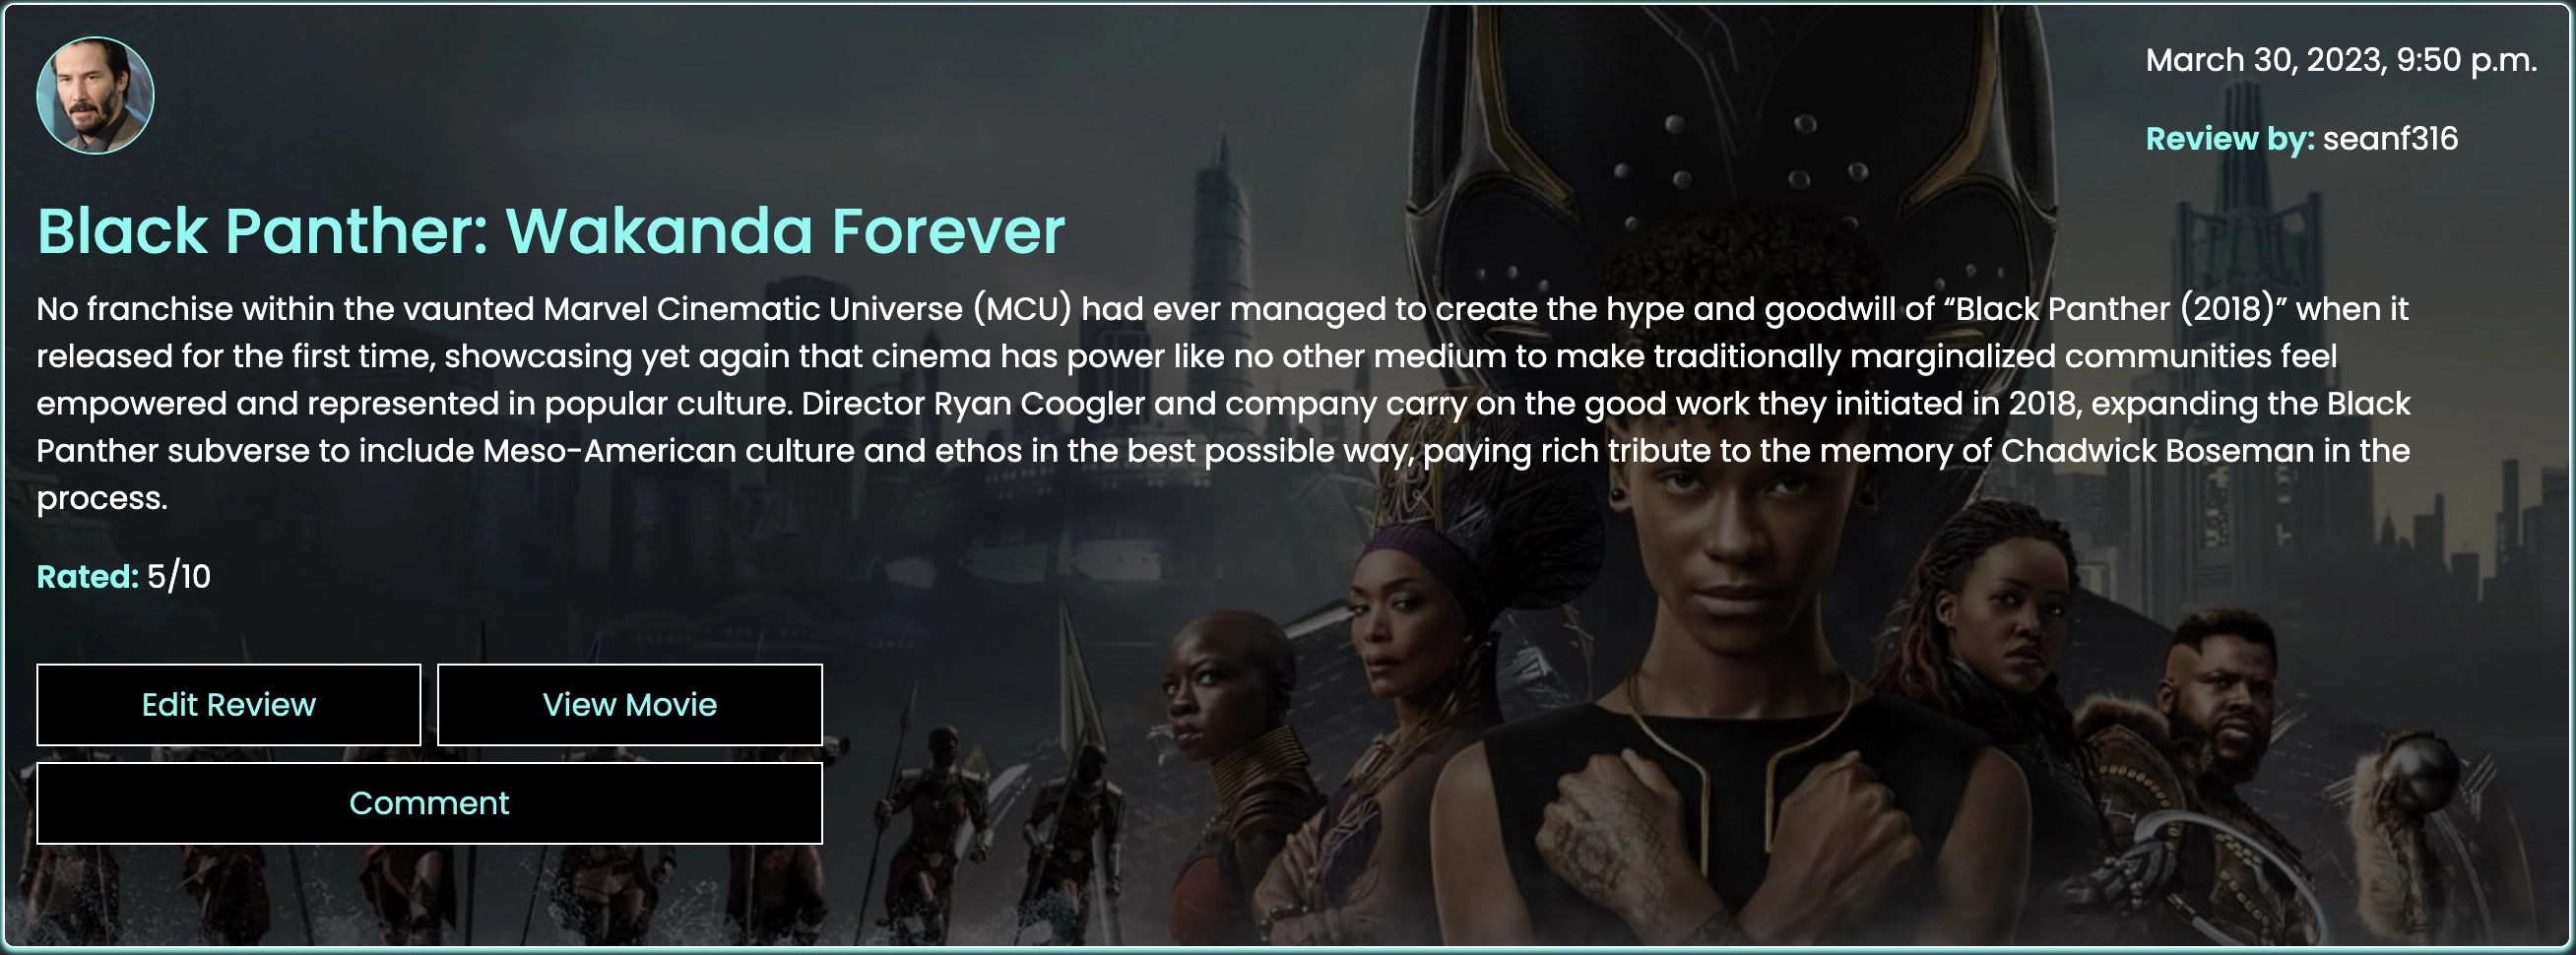 March 30, 2023, 9:50 p.m.
Review by: seanf316
Black Panther: Wakanda Forever
No franchise within the vaunted Marvel Cinematic Universe (MCU) had ever managed to create the hype and goodwill of “Black Panther (2018)” when it
released for the first time, showcasing yet again that cinema has power like no other medium to make traditionally marginalized communities feel
empowered and represented in popular culture. Director Ryan Coogler and company carry on the good work they initiated in 2018, expanding the Black
Panther subverse to include Meso-American culture and ethos in the best possible way, paying rich tribute to the memory of Chadwick Boseman in the
process.
Rated: 5/10
Edit Review
View Movie
Comment